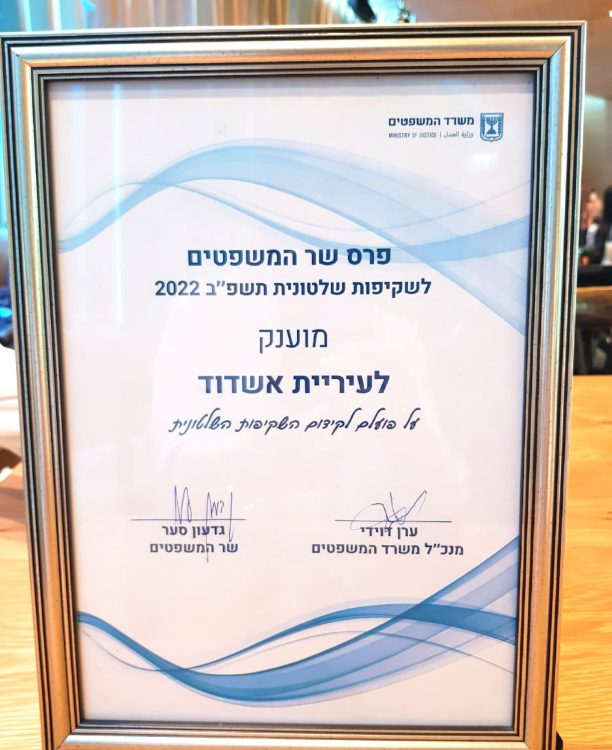 משרד המשפטים
MINISTRY OF JUSTICE | وزارة العدل
פרס שר המשפטים
לשקיפות שלטונית תשפ״ב 2022
מוענק
לעיריית אשדוד
על פועלם לקידום השקיפות השלטונית
ערן דוידי
מנכ״ל משרד המשפטים
גדעון סער
שר המשפטים